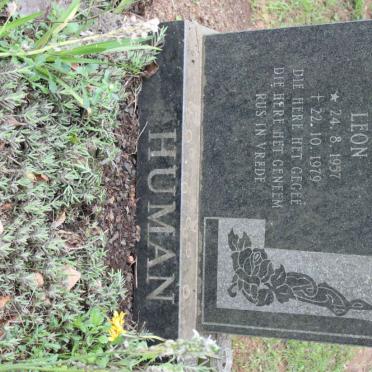 LEON
* 24. 8. 1957
† 22. 10. 1979
DIE HERE HET GEGEE
DIE HERE HET GENEEM
RUS IN VREDE
HUMAN